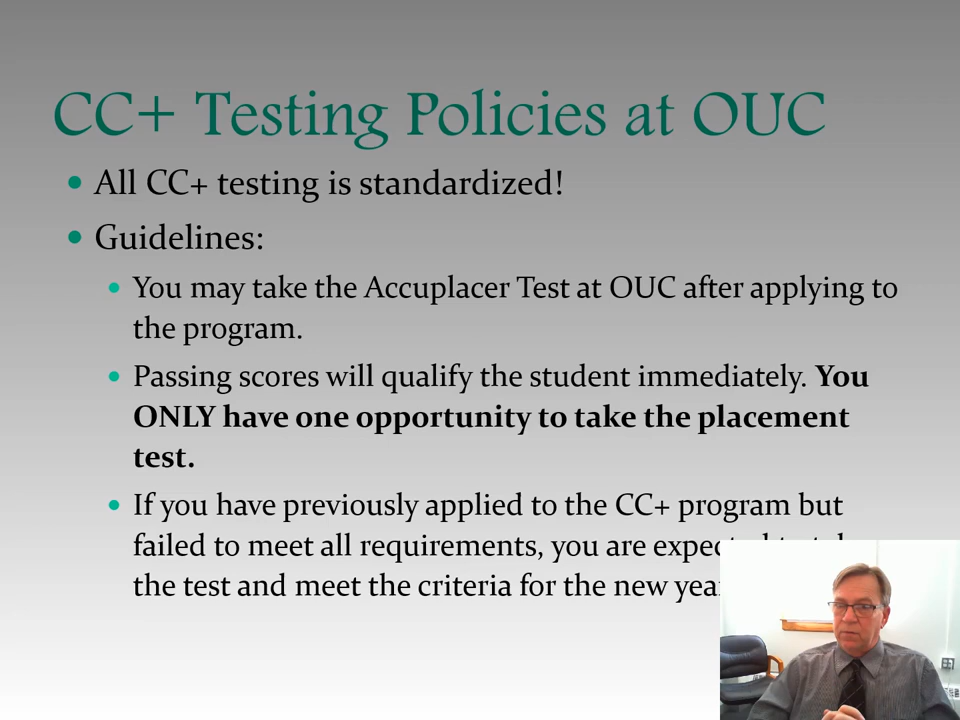 CC+ Testing Policies at OUC
All CC+ testing is standardized!
Guidelines:
You may take the Accuplacer Test at OUC after applying to
the program.
Passing scores will qualify the student immediately. You
ONLY have one opportunity to take the placement
test.
If you have previously applied to the CC+ program but
failed to meet all requirements, you are
the test and meet the criteria for the new